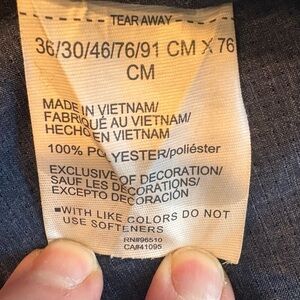 TEAR AWAY
36/30/46/76/91 CM X 76
CM
MADE IN VIETNAM/
FABRIQUÉ AU VIETNAM/
HECHO EN VIETNAM
100% POLYESTER/poliéster
EXCLUSIVE OF DECORATION/
SAUF LES DÉCORATIONS/
EXCEPTO DECORACIÓN
■WITH LIKE COLORS DO NOT
USE SOFTENERS
RN#96510
CA#41095